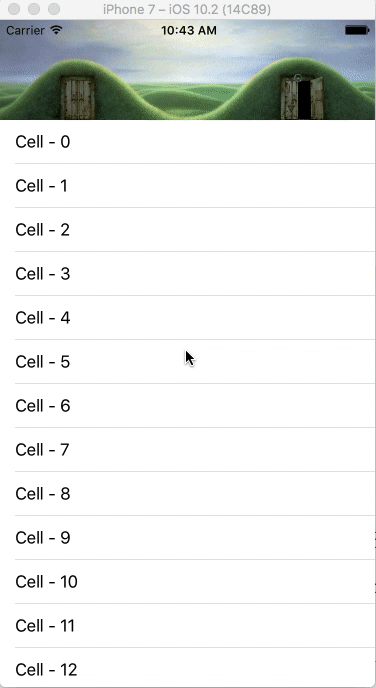 iPhone 7 – iOS 10.2 (14C89)
Carrier 10:43 AM
Cell – 0
Cell – 1
Cell – 2
Cell – 3
Cell – 4
Cell – 5
Cell – 6
Cell – 7
Cell – 8
Cell – 9
Cell – 10
Cell – 11
Cell – 12